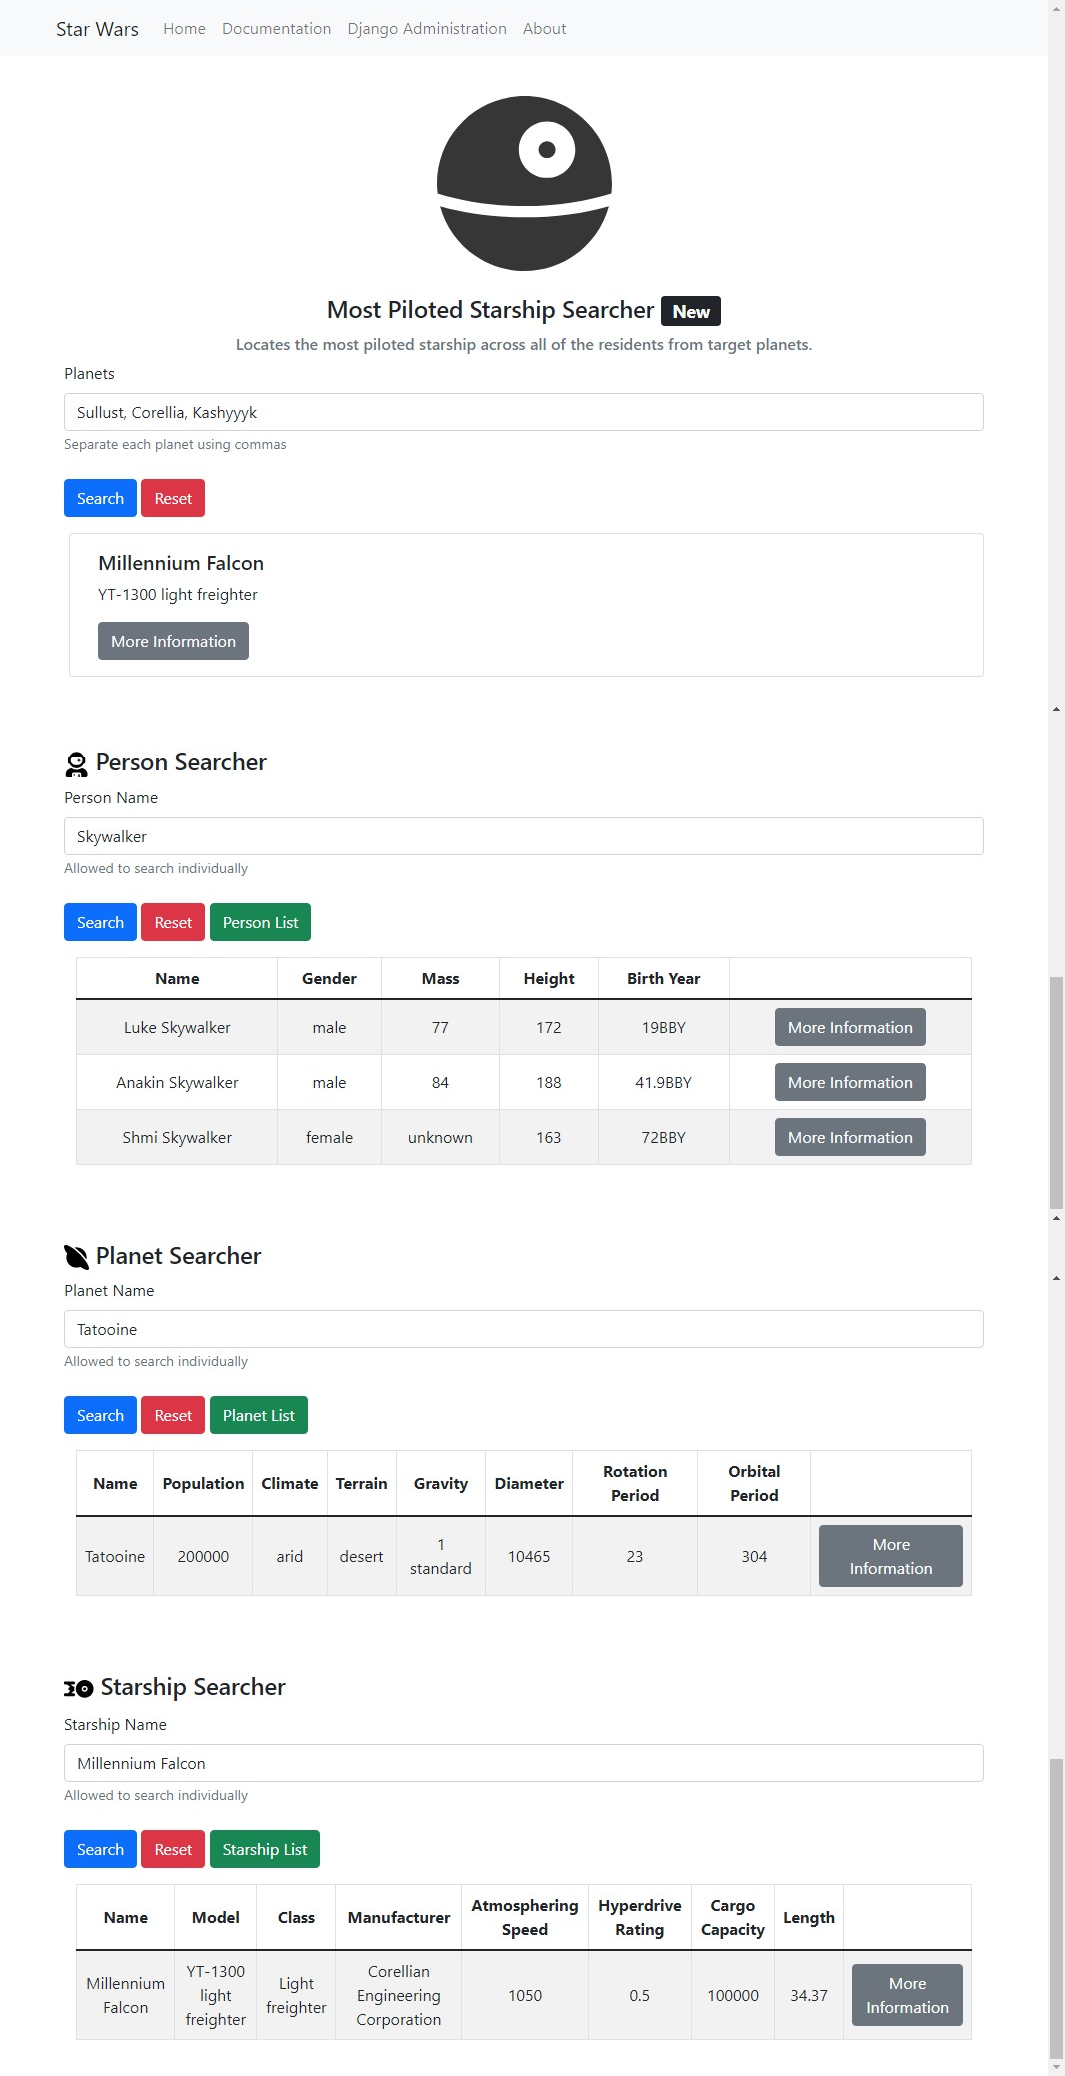 Star Wars Home Documentation Django Administration About
Most Piloted Starship Searcher New
Locates the most piloted starship across all of the residents from target planets.
Planets
Sullust, Corellia, Kashyyyk
Separate each planet using commas
Search Reset
Millennium Falcon
YT-1300 light freighter
More Information
Person Searcher
Person Name
Skywalker
Allowed to search individually
Search Reset Person List
Name Gender Mass Height Birth Year
Luke Skywalker male 77 172 19BBY More Information
Anakin Skywalker male 84 188 41.9BBY More Information
Shmi Skywalker female unknown 163 72BBY More Information
Planet Searcher
Planet Name
Tatooine
Allowed to search individually
Search Reset Planet List
Name Population Climate Terrain Gravity Diameter Rotation Period Orbital Period
Tatooine 200000 arid desert 1 standard 10465 23 304 More Information
Starship Searcher
Starship Name
Millennium Falcon
Allowed to search individually
Search Reset Starship List
Name Model Class Manufacturer Atmosphering Speed Hyperdrive Rating Cargo Capacity Length
Millennium Falcon YT-1300 light freighter Light freighter Corellian Engineering Corporation 1050 0.5 100000 34.37 More Information